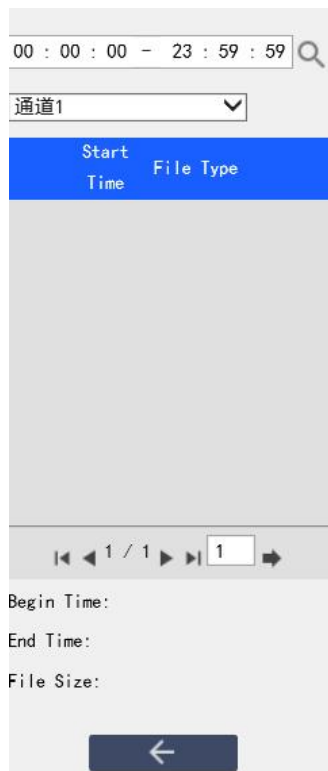 00 : 00 : 00 - 23 : 59 : 59
通道1
Start
Time
File Type
1 / 1
1
Begin Time:
End Time:
File Size: